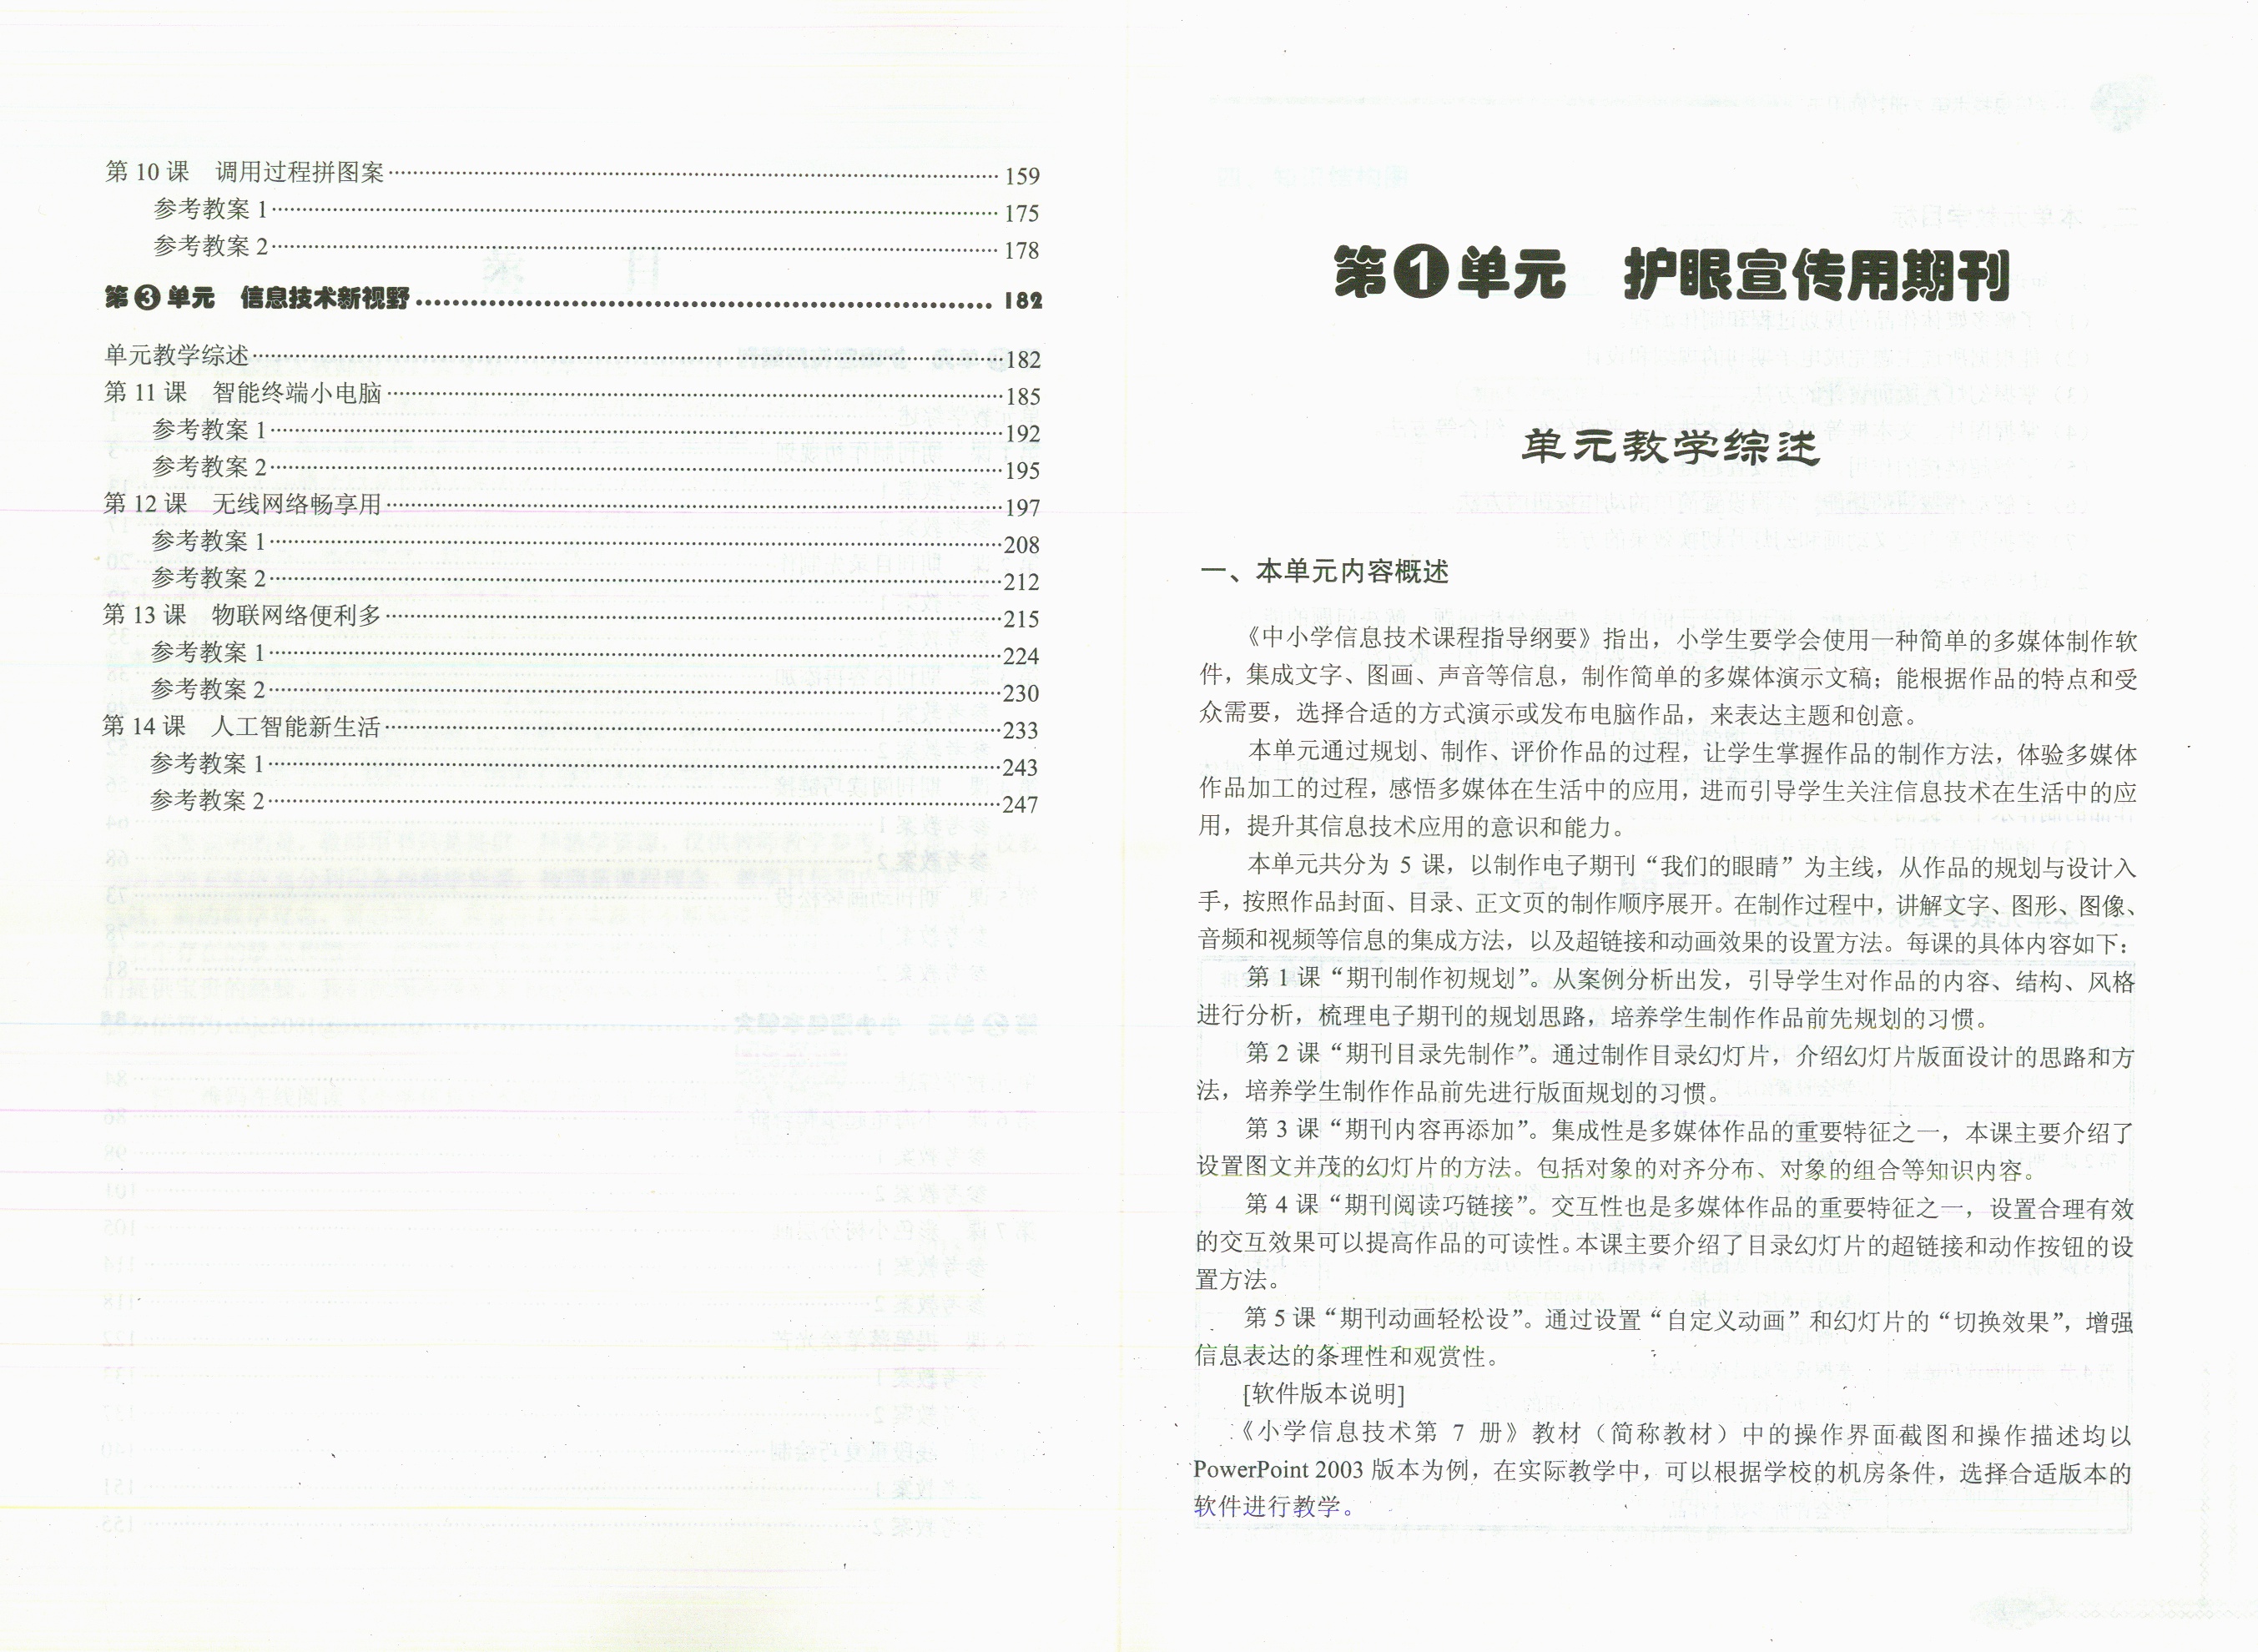 第 10 课　调用过程拼图案 159
参考教案 1 175
参考教案 2 178
第3单元　信息技术新视野 182
单元教学综述 182
第 11 课　智能终端小电脑 185
参考教案 1 192
参考教案 2 195
第 12 课　无线网络畅享用 197
参考教案 1 208
参考教案 2 212
第 13 课　物联网络便利多 215
参考教案 1 224
参考教案 2 230
第 14 课　人工智能新生活 233
参考教案 1 243
参考教案 2 247
第1单元　护眼宣传用期刊
单元教学综述
一、本单元内容概述
《中小学信息技术课程指导纲要》指出，小学生要学会使用一种简单的多媒体制作软
件，集成文字、图画、声音等信息，制作简单的多媒体演示文稿；能根据作品的特点和受
众需要，选择合适的方式演示或发布电脑作品，来表达主题和创意。
本单元通过规划、制作、评价作品的过程，让学生掌握作品的制作方法，体验多媒体
作品加工的过程，感悟多媒体在生活中的应用，进而引导学生关注信息技术在生活中的应
用，提升其信息技术应用的意识和能力。
本单元共分为 5 课，以制作电子期刊“我们的眼睛”为主线，从作品的规划与设计入
手，按照作品封面、目录、正文页的制作顺序展开。在制作过程中，讲解文字、图形、图像、
音频和视频等信息的集成方法，以及超链接和动画效果的设置方法。每课的具体内容如下：
第 1 课“期刊制作初规划”。从案例分析出发，引导学生对作品的内容、结构、风格
进行分析，梳理电子期刊的规划思路，培养学生制作作品前先规划的习惯。
第 2 课“期刊目录先制作”。通过制作目录幻灯片，介绍幻灯片版面设计的思路和方
法，培养学生制作作品前先进行版面规划的习惯。
第 3 课“期刊内容再添加”。集成性是多媒体作品的重要特征之一，本课主要介绍了
设置图文并茂的幻灯片的方法。包括对象的对齐分布、对象的组合等知识内容。
第 4 课“期刊阅读巧链接”。交互性也是多媒体作品的重要特征之一，设置合理有效
的交互效果可以提高作品的可读性。本课主要介绍了目录幻灯片的超链接和动作按钮的设
置方法。
第 5 课“期刊动画轻松设”。通过设置“自定义动画”和幻灯片的“切换效果”，增强
信息表达的条理性和观赏性。
[软件版本说明]
《小学信息技术第 7 册》教材（简称教材）中的操作界面截图和操作描述均以
PowerPoint 2003 版本为例，在实际教学中，可以根据学校的机房条件，选择合适版本的
软件进行教学。